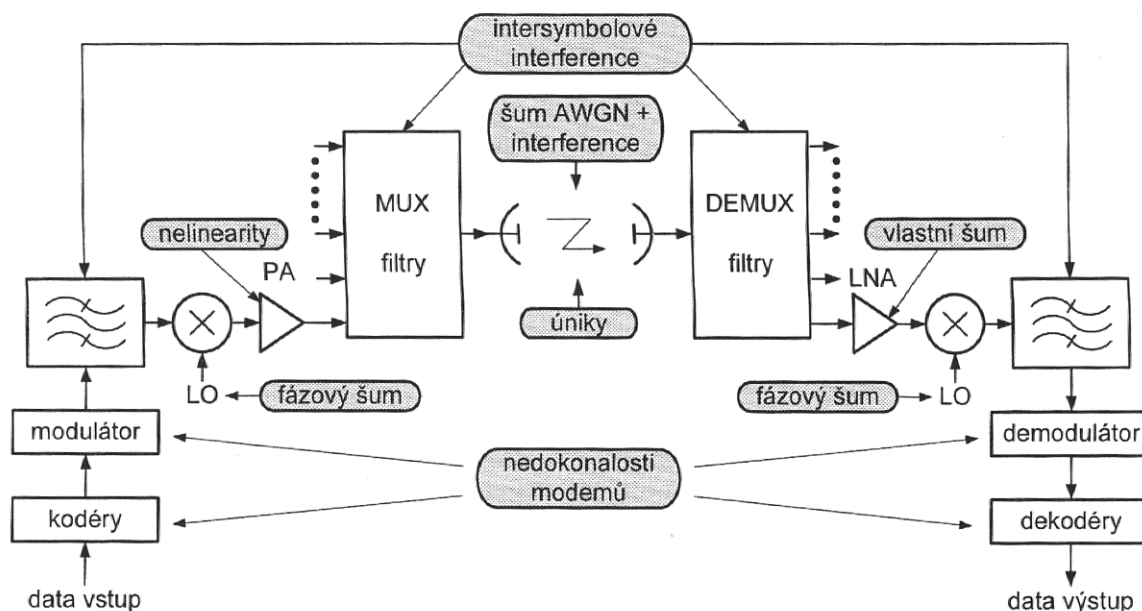 intersymbolové
interference
šum AWGN +
interference
MUX
filtry
DEMUX
filtry
nelinearity
PA
vlastní šum
LNA
úniky
LO
fázový šum
fázový šum
LO
modulátor
demodulátor
nedokonalosti
modemů
kodéry
dekodéry
data vstup
data výstup